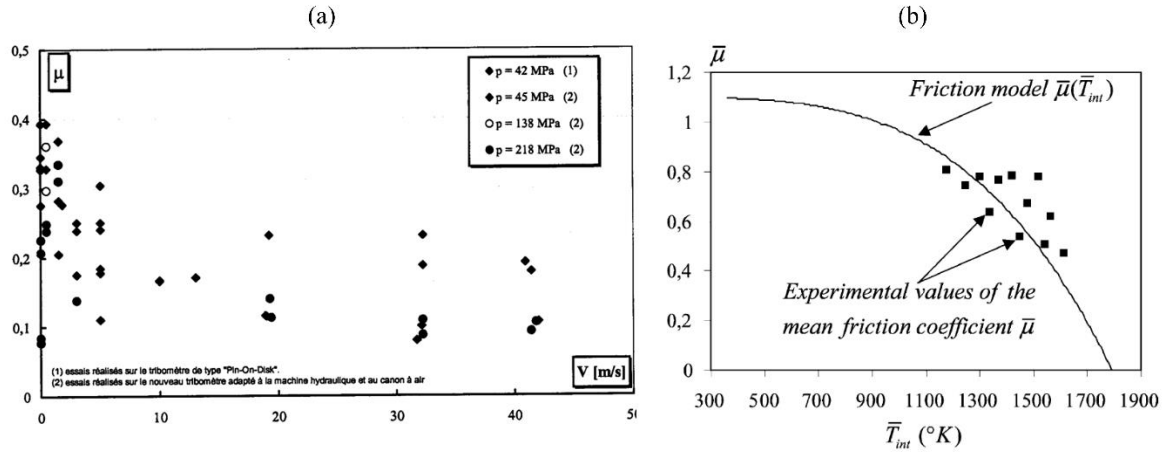 (a)
(b)
0,5
μ
0,4
0,3
0,2
0,1
0
◆ p = 42 MPa (1)
◆ p = 45 MPa (2)
○ p = 138 MPa (2)
● p = 218 MPa (2)
(1) essais réalisés sur le tribomètre de type "Pin-On-Disk".
(2) essais réalisés sur le nouveau tribomètre adapté à la machine hydraulique et au canon à air
V [m/s]
0 10 20 30 40 50
μ̅
1,2
1
0,8
0,6
0,4
0,2
0
Friction model μ̅(T̅int)
Experimental values of the
mean friction coefficient μ̅
300 500 700 900 1100 1300 1500 1700 1900
T̅int (°K)